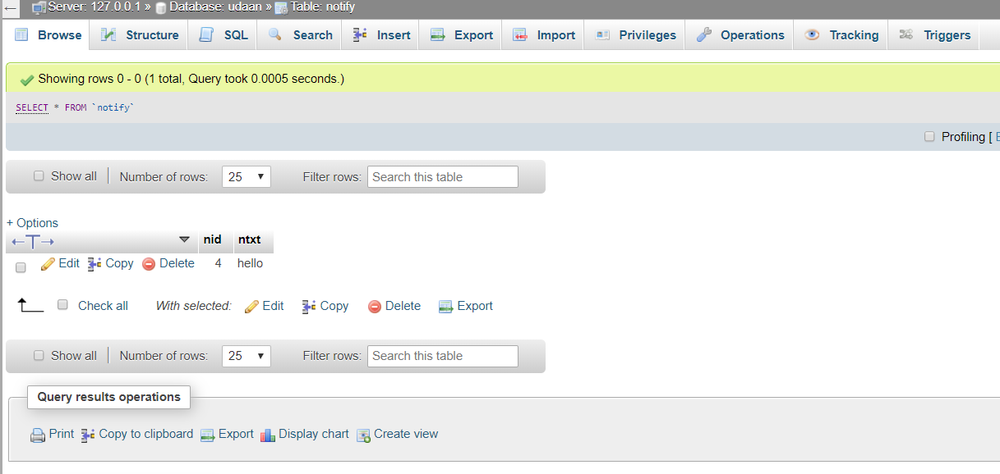 Server: 127.0.0.1 » Database: udaan » Table: notify
Browse Structure SQL Search Insert Export Import Privileges Operations Tracking Triggers
Showing rows 0 - 0 (1 total, Query took 0.0005 seconds.)
SELECT * FROM `notify`
Profiling [
Show all Number of rows: 25 Filter rows: Search this table
+ Options
←T→ nid ntxt
Edit Copy Delete 4 hello
Check all With selected: Edit Copy Delete Export
Show all Number of rows: 25 Filter rows: Search this table
Query results operations
Print Copy to clipboard Export Display chart Create view